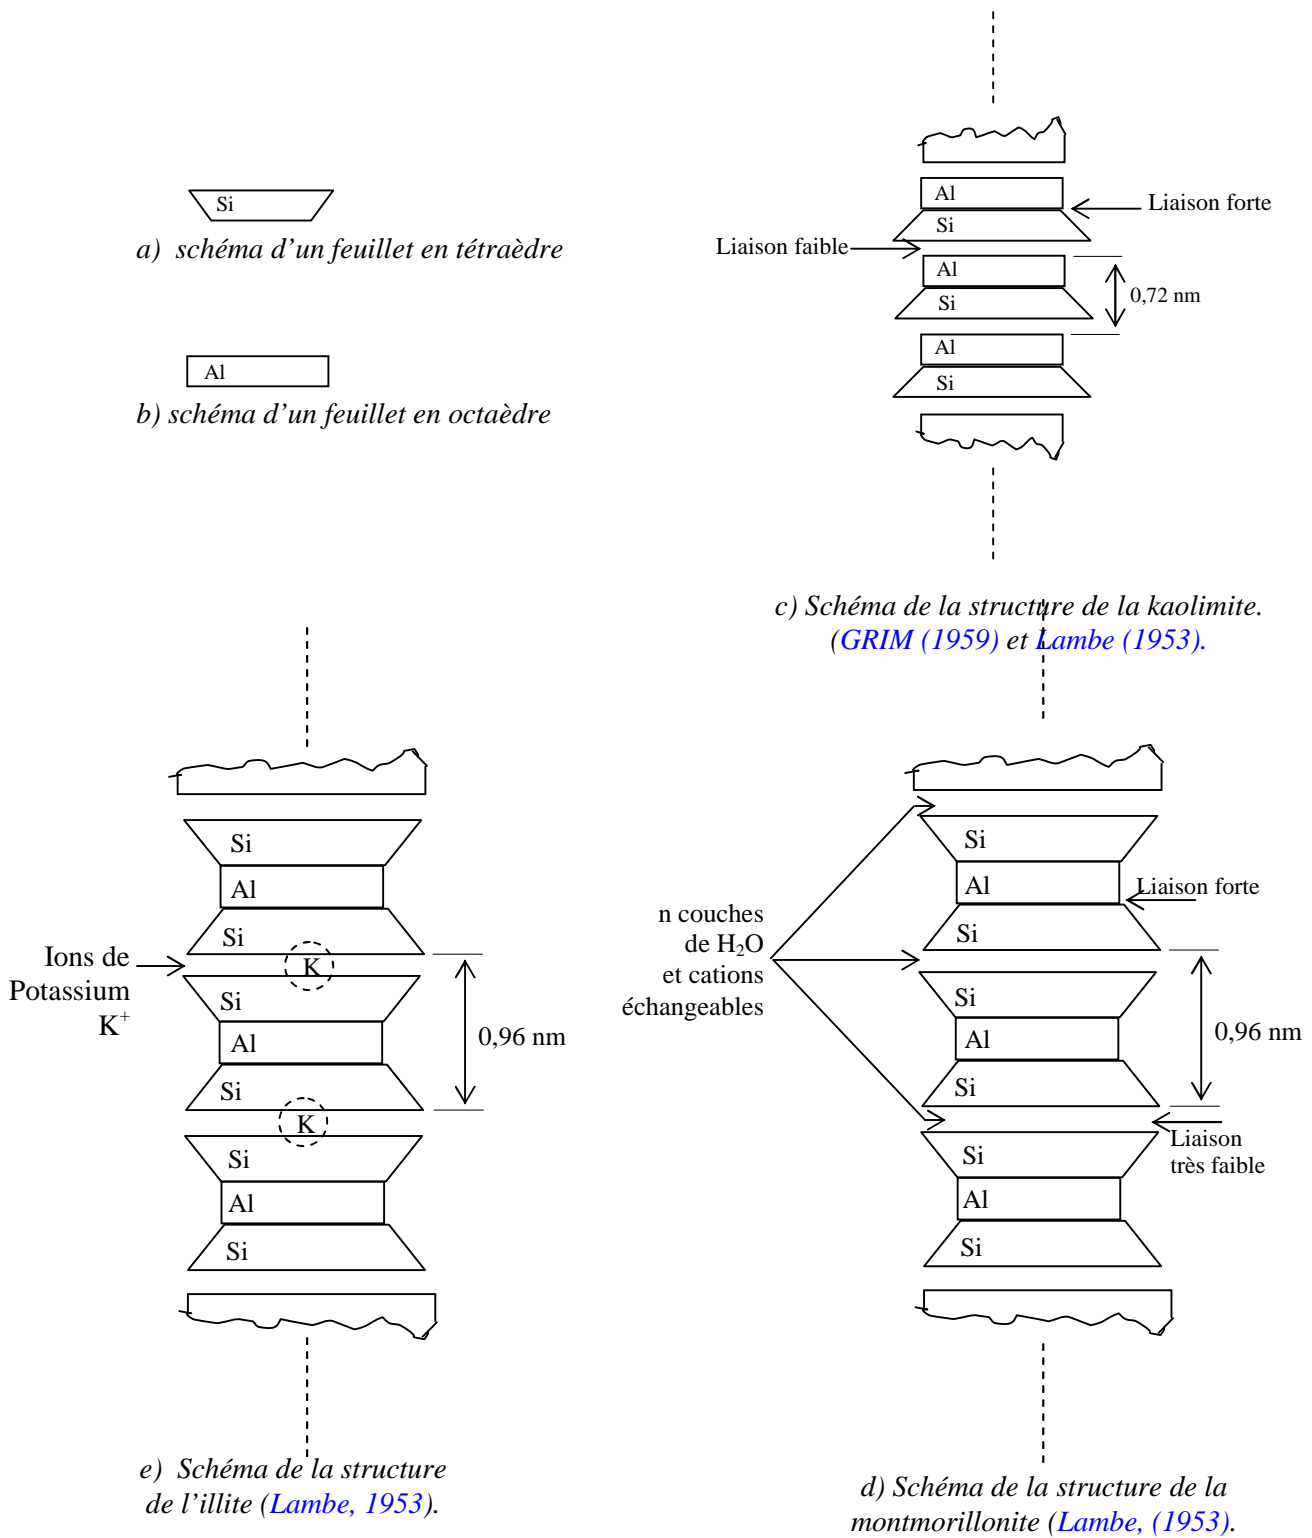 Si
a) schéma d'un feuillet en tétraèdre
Al
b) schéma d'un feuillet en octaèdre
Al
Liaison forte
Si
Liaison faible
Al
0,72 nm
Si
Al
Si
c) Schéma de la structure de la kaolimite.
(GRIM (1959) et Lambe (1953).
Si
Al
Si
Ions de
Potassium
K⁺
K
Si
Al
0,96 nm
Si
K
Si
Al
Si
e) Schéma de la structure
de l'illite (Lambe, 1953).
Si
Al
Liaison forte
Si
n couches
de H₂O
et cations
échangeables
Si
Al
0,96 nm
Si
Liaison
très faible
Si
Al
Si
d) Schéma de la structure de la
montmorillonite (Lambe, (1953).